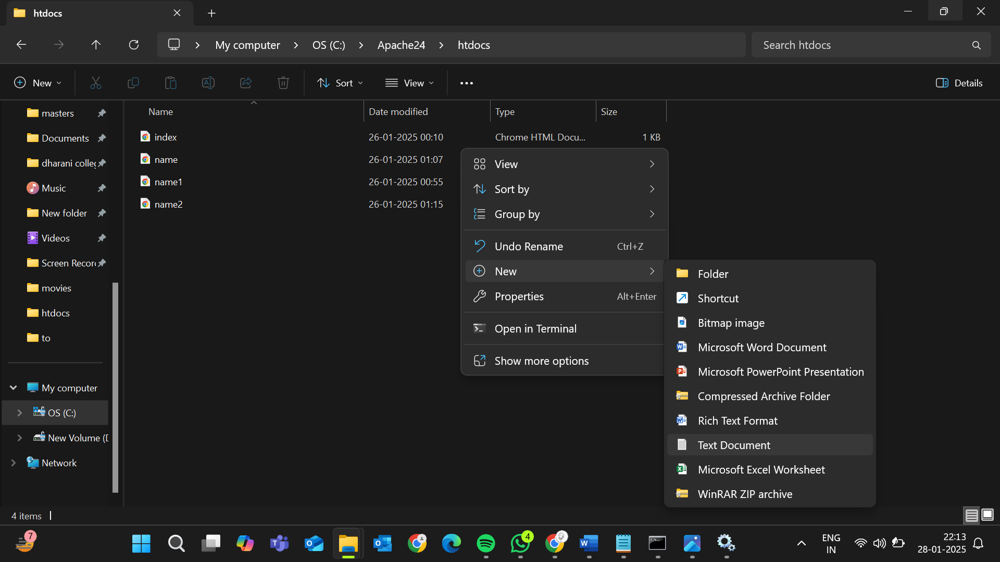 htdocs
My computer
OS (C:)
Apache24
htdocs
Search htdocs
New
Sort
View
Details
masters
Documents
dharani colle
Music
New folder
Videos
Screen Recor
movies
htdocs
to
My computer
OS (C:)
New Volume (D
Network
Name
Date modified
Type
Size
index
26-01-2025 00:10
Chrome HTML Docu...
1 KB
name
26-01-2025 01:07
name1
26-01-2025 00:55
name2
26-01-2025 01:15
View
Sort by
Group by
Undo Rename Ctrl+Z
New
Properties Alt+Enter
Open in Terminal
Show more options
Folder
Shortcut
Bitmap image
Microsoft Word Document
Microsoft PowerPoint Presentation
Compressed Archive Folder
Rich Text Format
Text Document
Microsoft Excel Worksheet
WinRAR ZIP archive
4 items
7
4
ENG
IN
22:13
28-01-2025